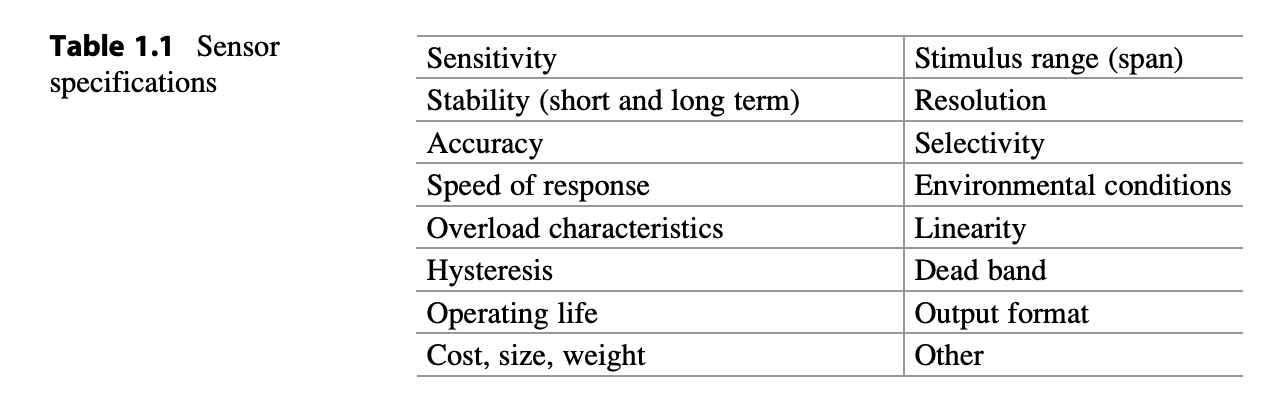 Table 1.1 Sensor
specifications
Sensitivity Stimulus range (span)
Stability (short and long term) Resolution
Accuracy Selectivity
Speed of response Environmental conditions
Overload characteristics Linearity
Hysteresis Dead band
Operating life Output format
Cost, size, weight Other